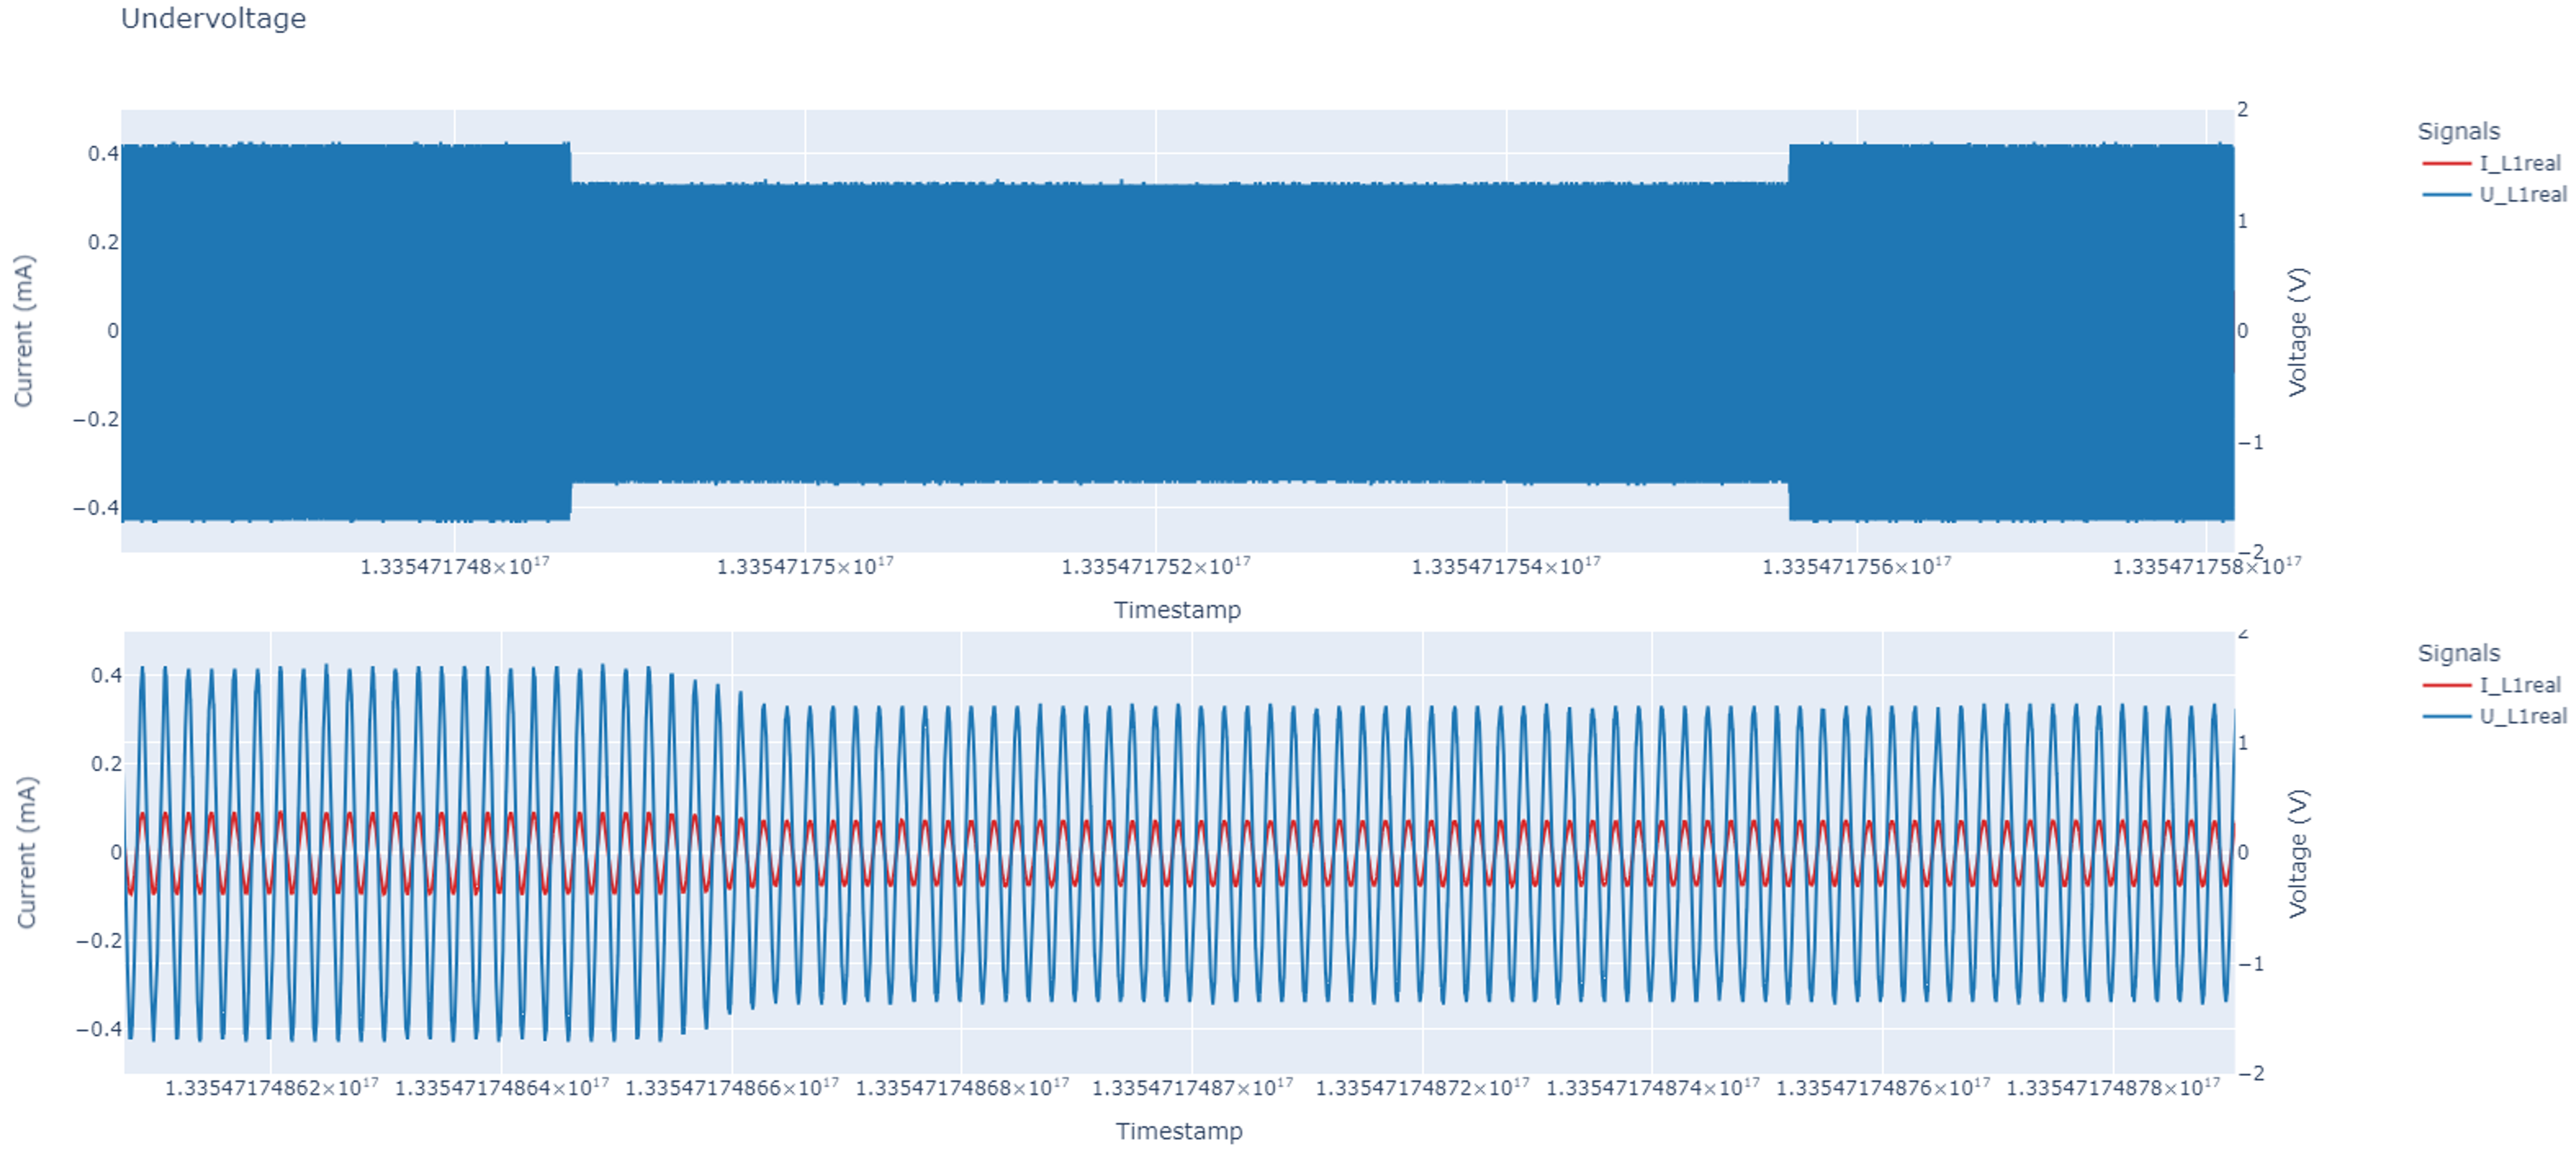 Undervoltage
2
Signals
0.4
I_L1real
U_L1real
1
0.2
Current (mA)
0
0
Voltage (V)
−0.2
−1
−0.4
−2
1.335471748×10¹⁷
1.33547175×10¹⁷
1.335471752×10¹⁷
1.335471754×10¹⁷
1.335471756×10¹⁷
1.335471758×10¹⁷
Timestamp
2
Signals
0.4
I_L1real
U_L1real
1
0.2
Current (mA)
0
0
Voltage (V)
−0.2
−1
−0.4
−2
1.33547174862×10¹⁷
1.33547174864×10¹⁷
1.33547174866×10¹⁷
1.33547174868×10¹⁷
1.3354717487×10¹⁷
1.33547174872×10¹⁷
1.33547174874×10¹⁷
1.33547174876×10¹⁷
1.33547174878×10¹⁷
Timestamp